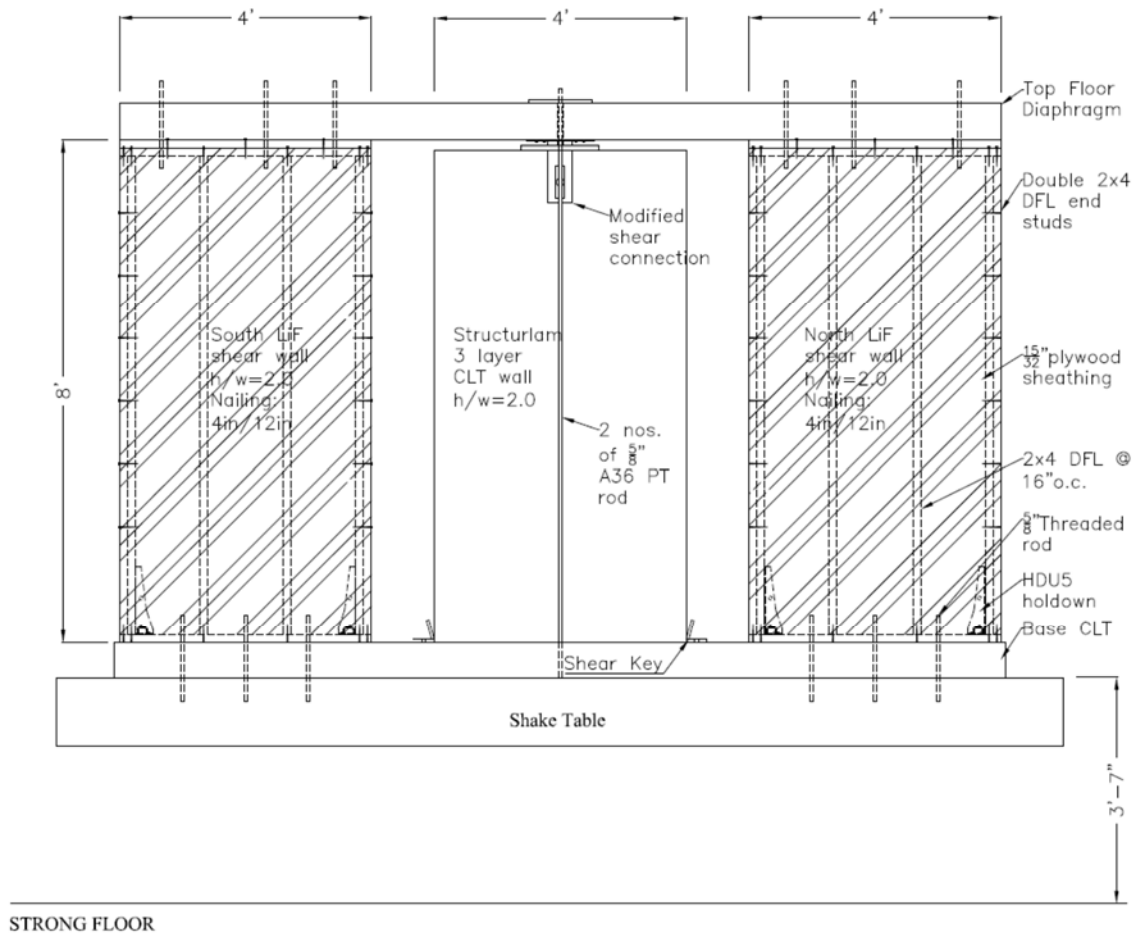 4'
4'
4'
Top Floor
Diaphragm
Double 2x4
DFL end
studs
Modified
shear
connection
South LiF
shear wall
h/w=2.0
Nailing:
4in/12in
Structurlam
3 layer
CLT wall
h/w=2.0
North LiF
shear wall
h/w=2.0
Nailing:
4in/12in
15/32" plywood
sheathing
8'
2 nos.
of 5/8"
A36 PT
rod
2x4 DFL @
16"o.c.
5/8"Threaded
rod
HDU5
holdown
Base CLT
Shear Key
Shake Table
3'-7"
STRONG FLOOR